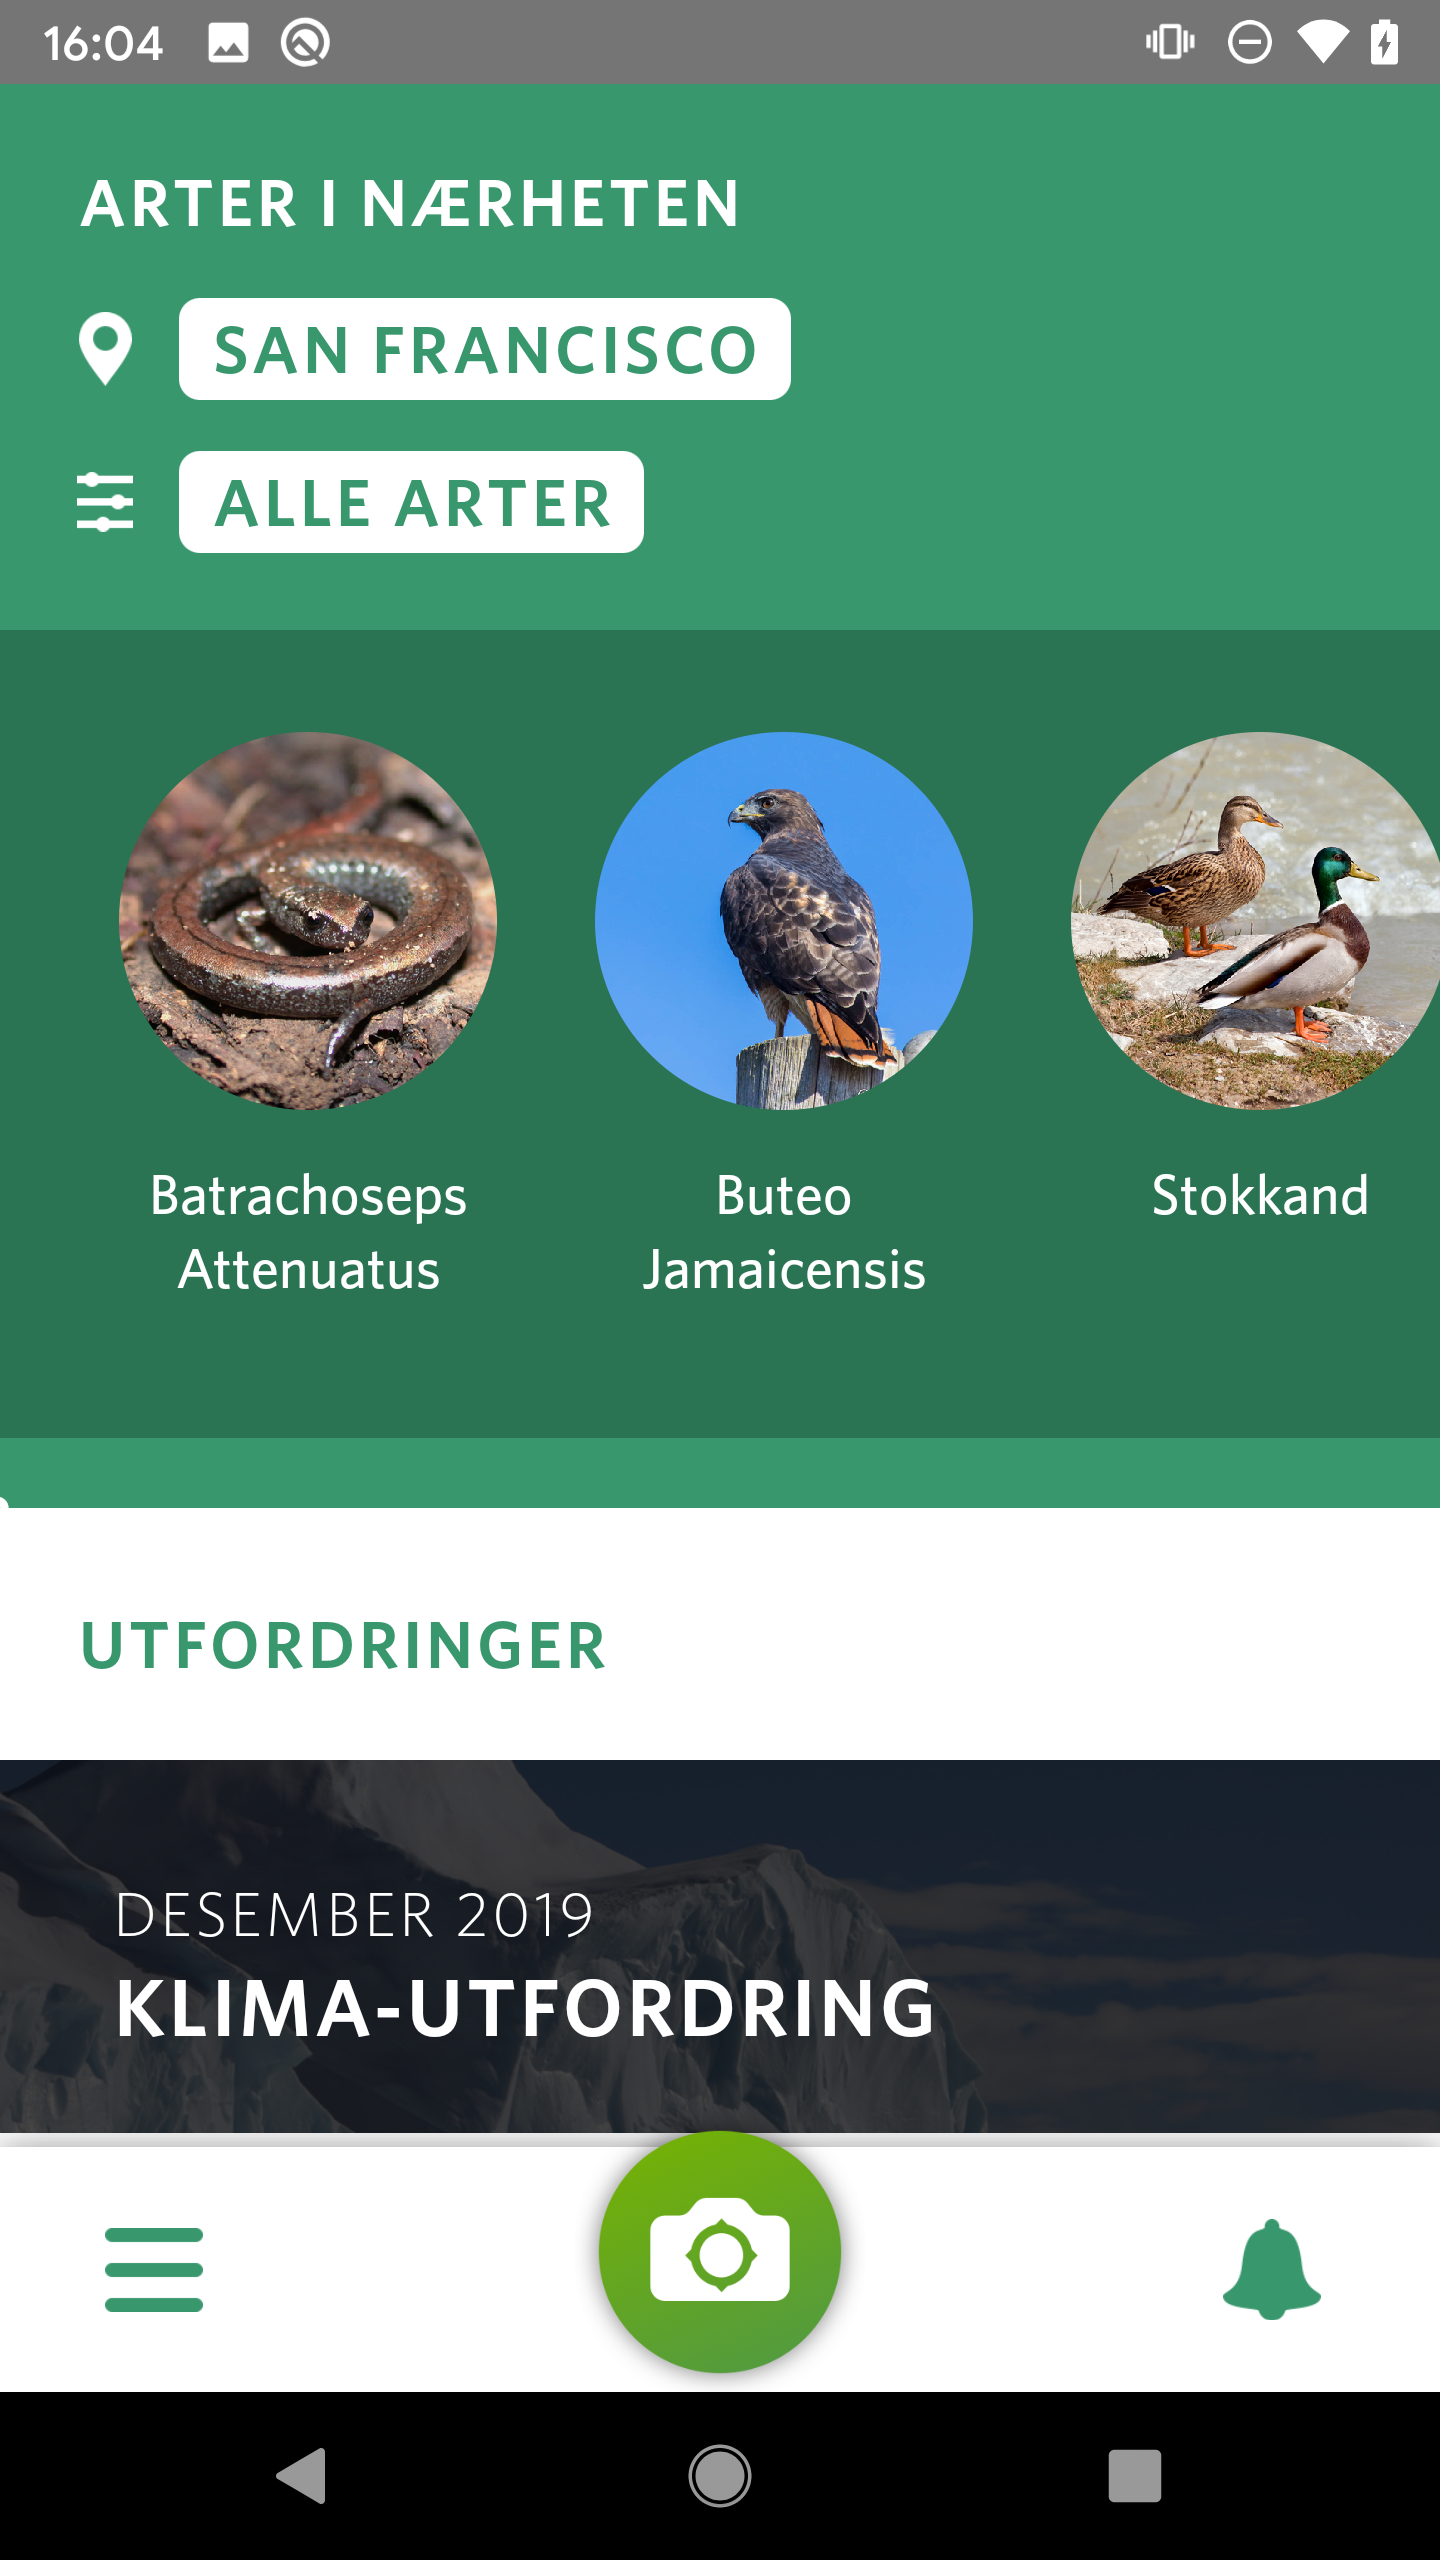 16:04
ARTER I NÆRHETEN
SAN FRANCISCO
ALLE ARTER
Batrachoseps
Attenuatus
Buteo
Jamaicensis
Stokkand
UTFORDRINGER
DESEMBER 2019
KLIMA-UTFORDRING